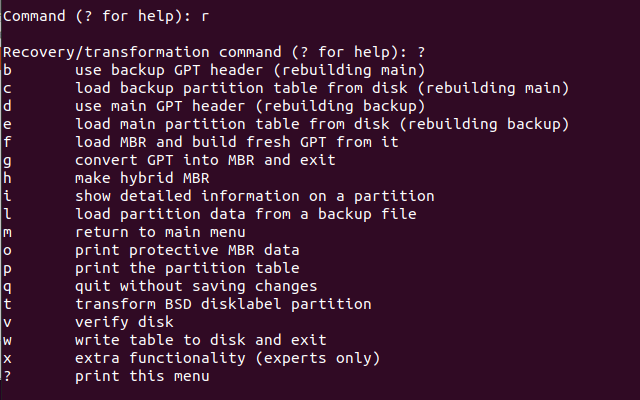 Command (? for help): r
Recovery/transformation command (? for help): ?
b       use backup GPT header (rebuilding main)
c       load backup partition table from disk (rebuilding main)
d       use main GPT header (rebuilding backup)
e       load main partition table from disk (rebuilding backup)
f       load MBR and build fresh GPT from it
g       convert GPT into MBR and exit
h       make hybrid MBR
i       show detailed information on a partition
l       load partition data from a backup file
m       return to main menu
o       print protective MBR data
p       print the partition table
q       quit without saving changes
t       transform BSD disklabel partition
v       verify disk
w       write table to disk and exit
x       extra functionality (experts only)
?       print this menu